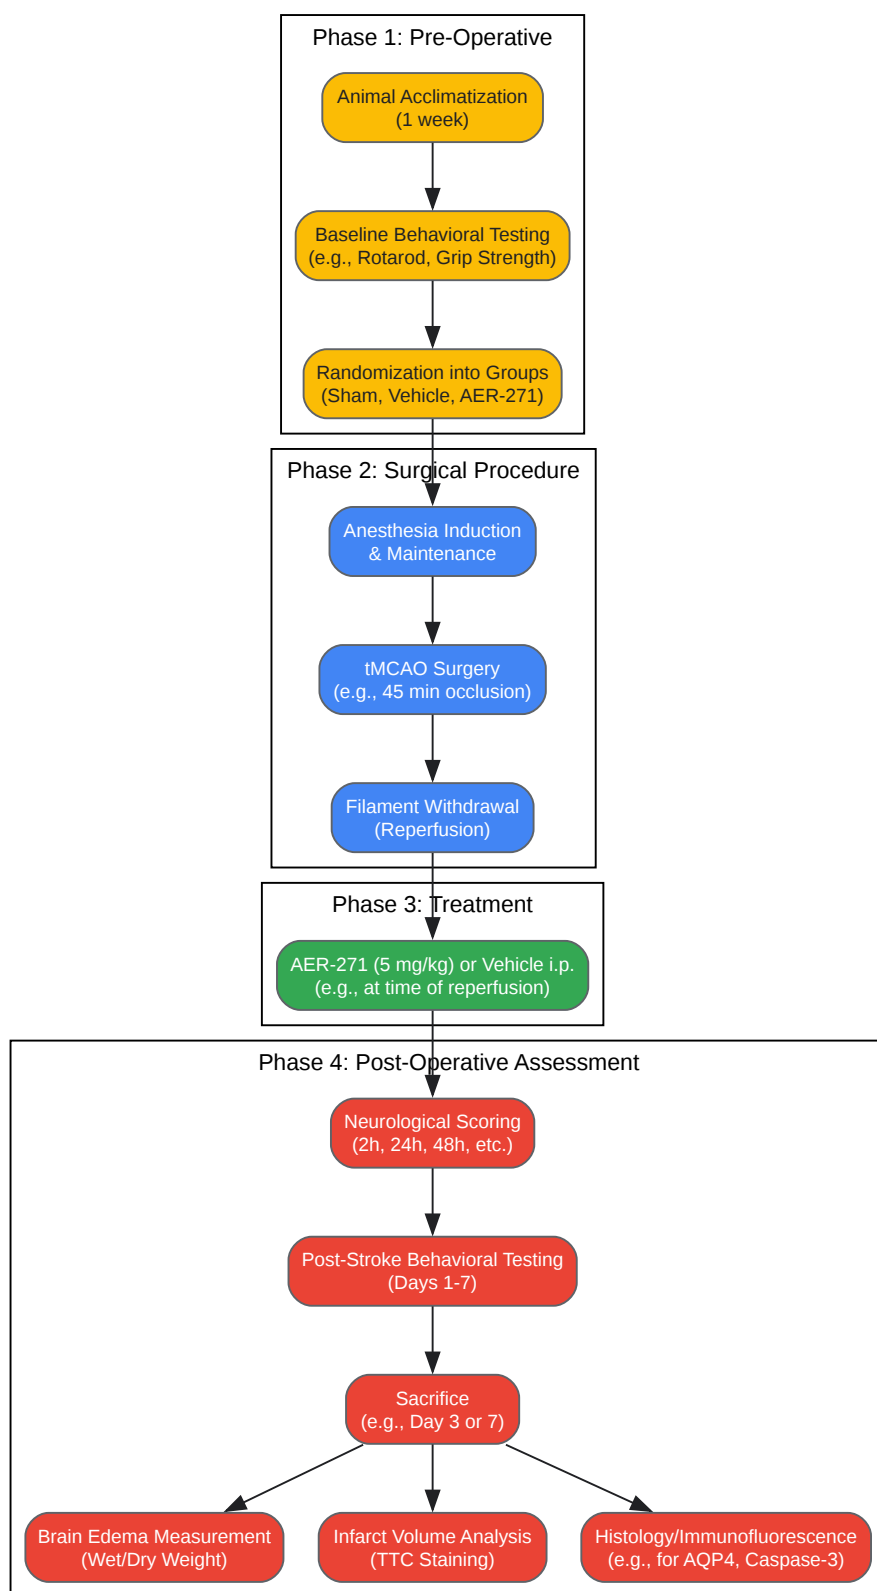 Phase 1: Pre-Operative
Animal Acclimatization
(1 week)
Baseline Behavioral Testing
(e.g., Rotarod, Grip Strength)
Randomization into Groups
(Sham, Vehicle, AER-271)
Phase 2: Surgical Procedure
Anesthesia Induction
& Maintenance
tMCAO Surgery
(e.g., 45 min occlusion)
Filament Withdrawal
(Reperfusion)
Phase 3: Treatment
AER-271 (5 mg/kg) or Vehicle i.p.
(e.g., at time of reperfusion)
Phase 4: Post-Operative Assessment
Neurological Scoring
(2h, 24h, 48h, etc.)
Post-Stroke Behavioral Testing
(Days 1-7)
Sacrifice
(e.g., Day 3 or 7)
Brain Edema Measurement
(Wet/Dry Weight)
Infarct Volume Analysis
(TTC Staining)
Histology/Immunofluorescence
(e.g., for AQP4, Caspase-3)